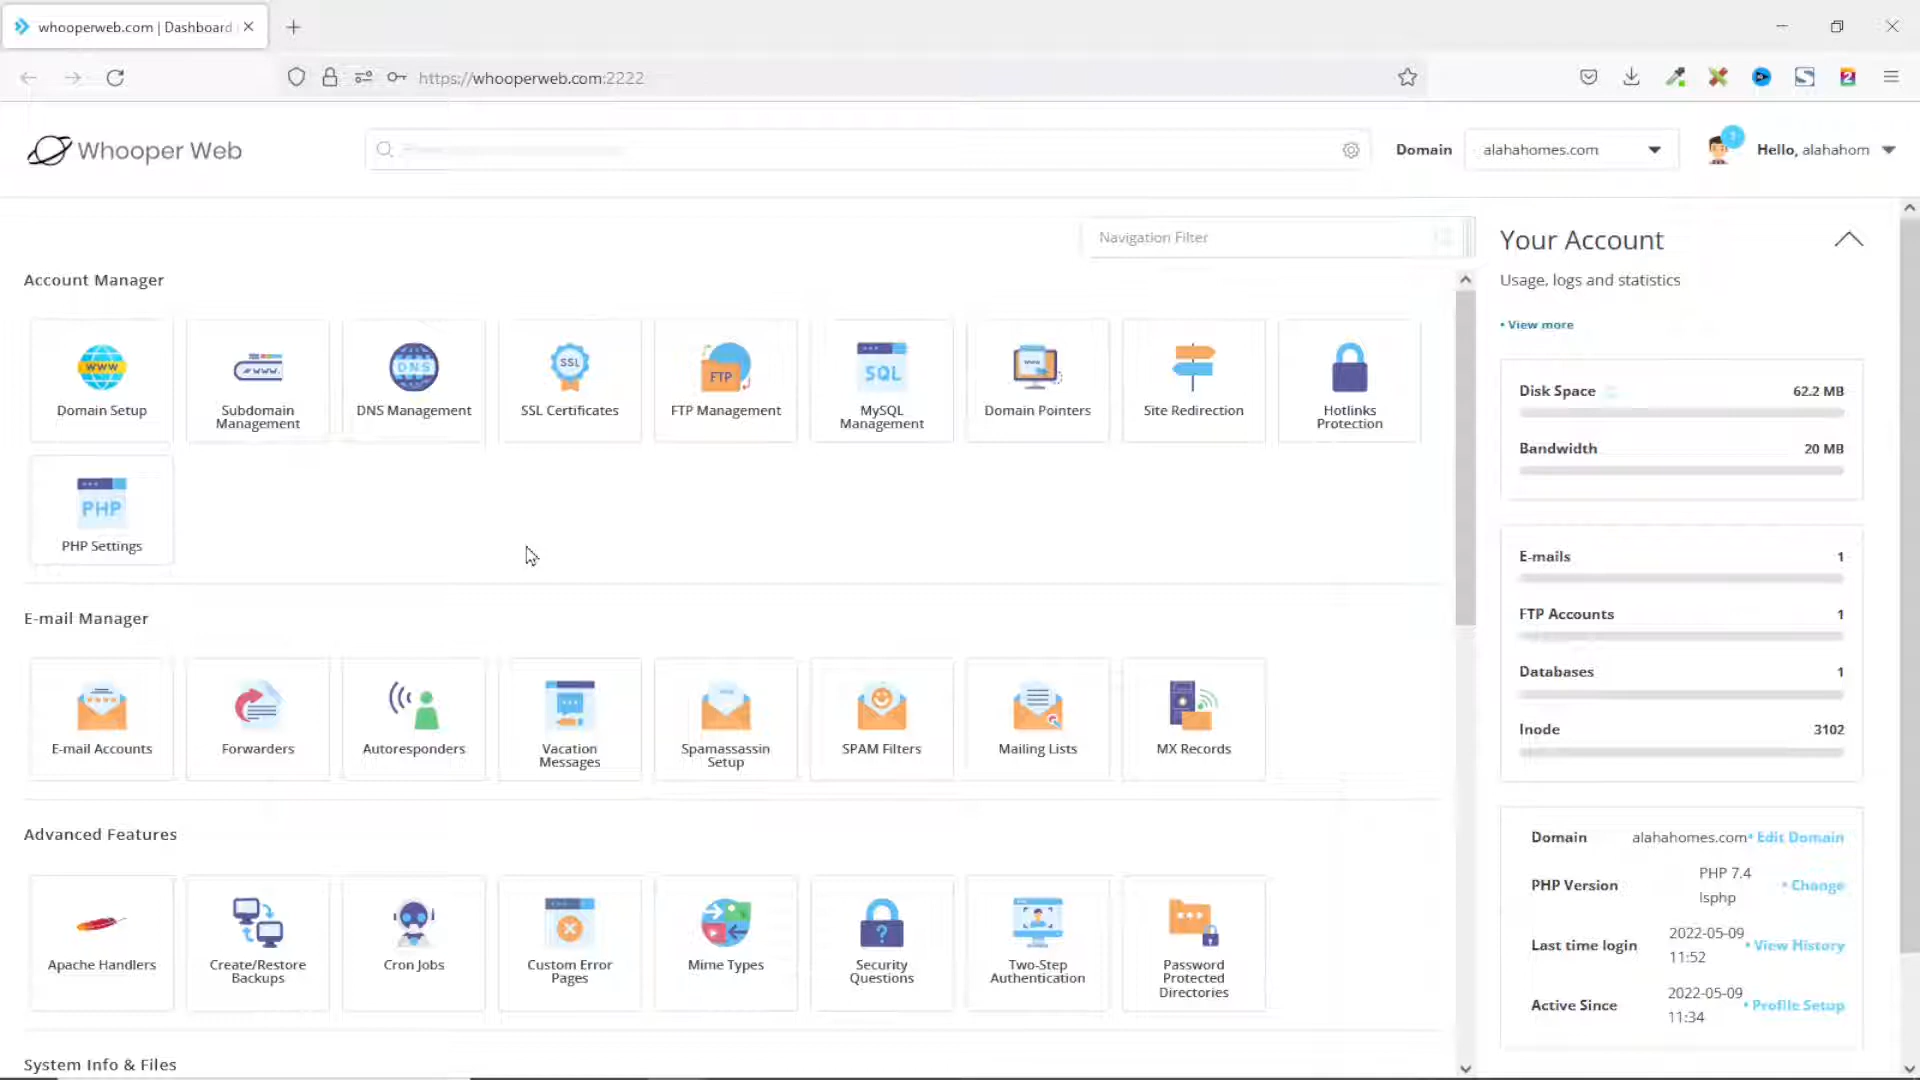 whooperweb.com | Dashboard
https://whooperweb.com:2222
Whooper Web
Domain
alahahomes.com
Hello, alahahom
Navigation Filter
Your Account
Usage, logs and statistics
• View more
Account Manager
Domain Setup
Subdomain
Management
DNS Management
SSL
SSL Certificates
FTP
FTP Management
SQL
MySQL
Management
Domain Pointers
Site Redirection
Hotlinks
Protection
WWW
DNS
PHP
PHP Settings
Disk Space
62.2 MB
Bandwidth
20 MB
E-mails
1
FTP Accounts
1
Databases
1
Inode
3102
E-mail Manager
E-mail Accounts
Forwarders
Autoresponders
Vacation
Messages
Spamassassin
Setup
SPAM Filters
Mailing Lists
MX Records
Advanced Features
Apache Handlers
Create/Restore
Backups
Cron Jobs
Custom Error
Pages
Mime Types
Security
Questions
Two-Step
Authentication
Password
Protected
Directories
Domain
alahahomes.com • Edit Domain
PHP Version
PHP 7.4
lsphp
• Change
Last time login
2022-05-09
11:52
• View History
Active Since
2022-05-09
11:34
• Profile Setup
System Info & Files